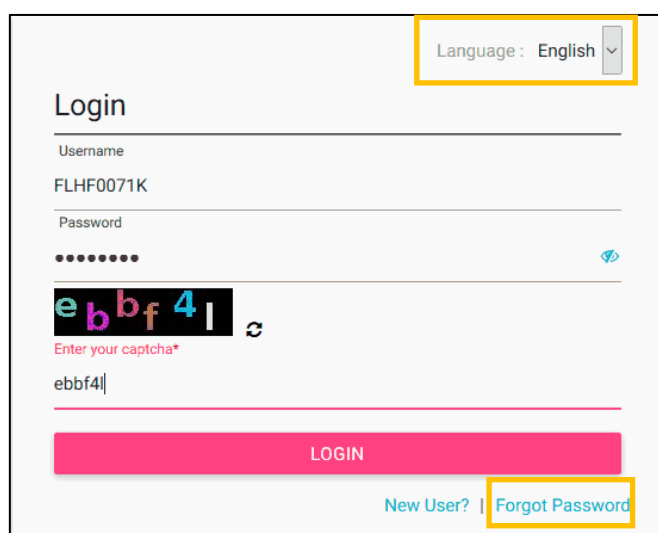 Language : English
Login
Username
FLHF0071K
Password
••••••••
ebbf4l
Enter your captcha*
ebbf4l
LOGIN
New User? | Forgot Password